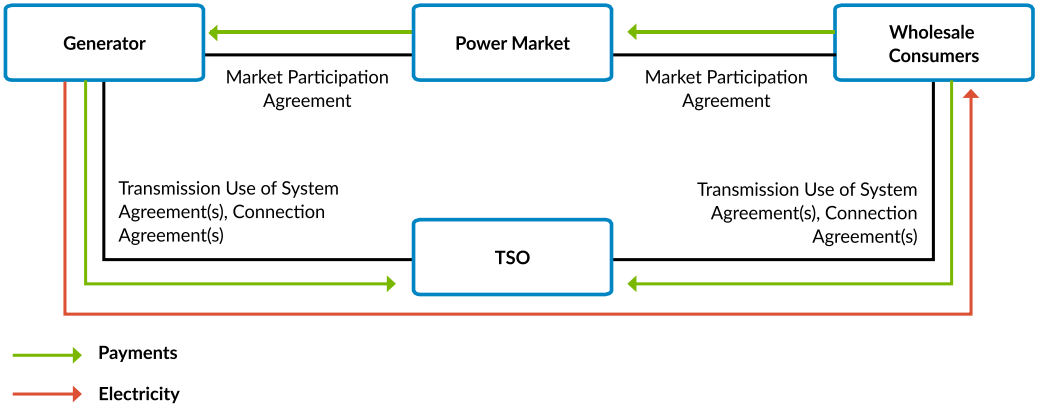 Generator
Power Market
Wholesale
Consumers
Market Participation
Agreement
Market Participation
Agreement
Transmission Use of System
Agreement(s), Connection
Agreement(s)
Transmission Use of System
Agreement(s), Connection
Agreement(s)
TSO
Payments
Electricity